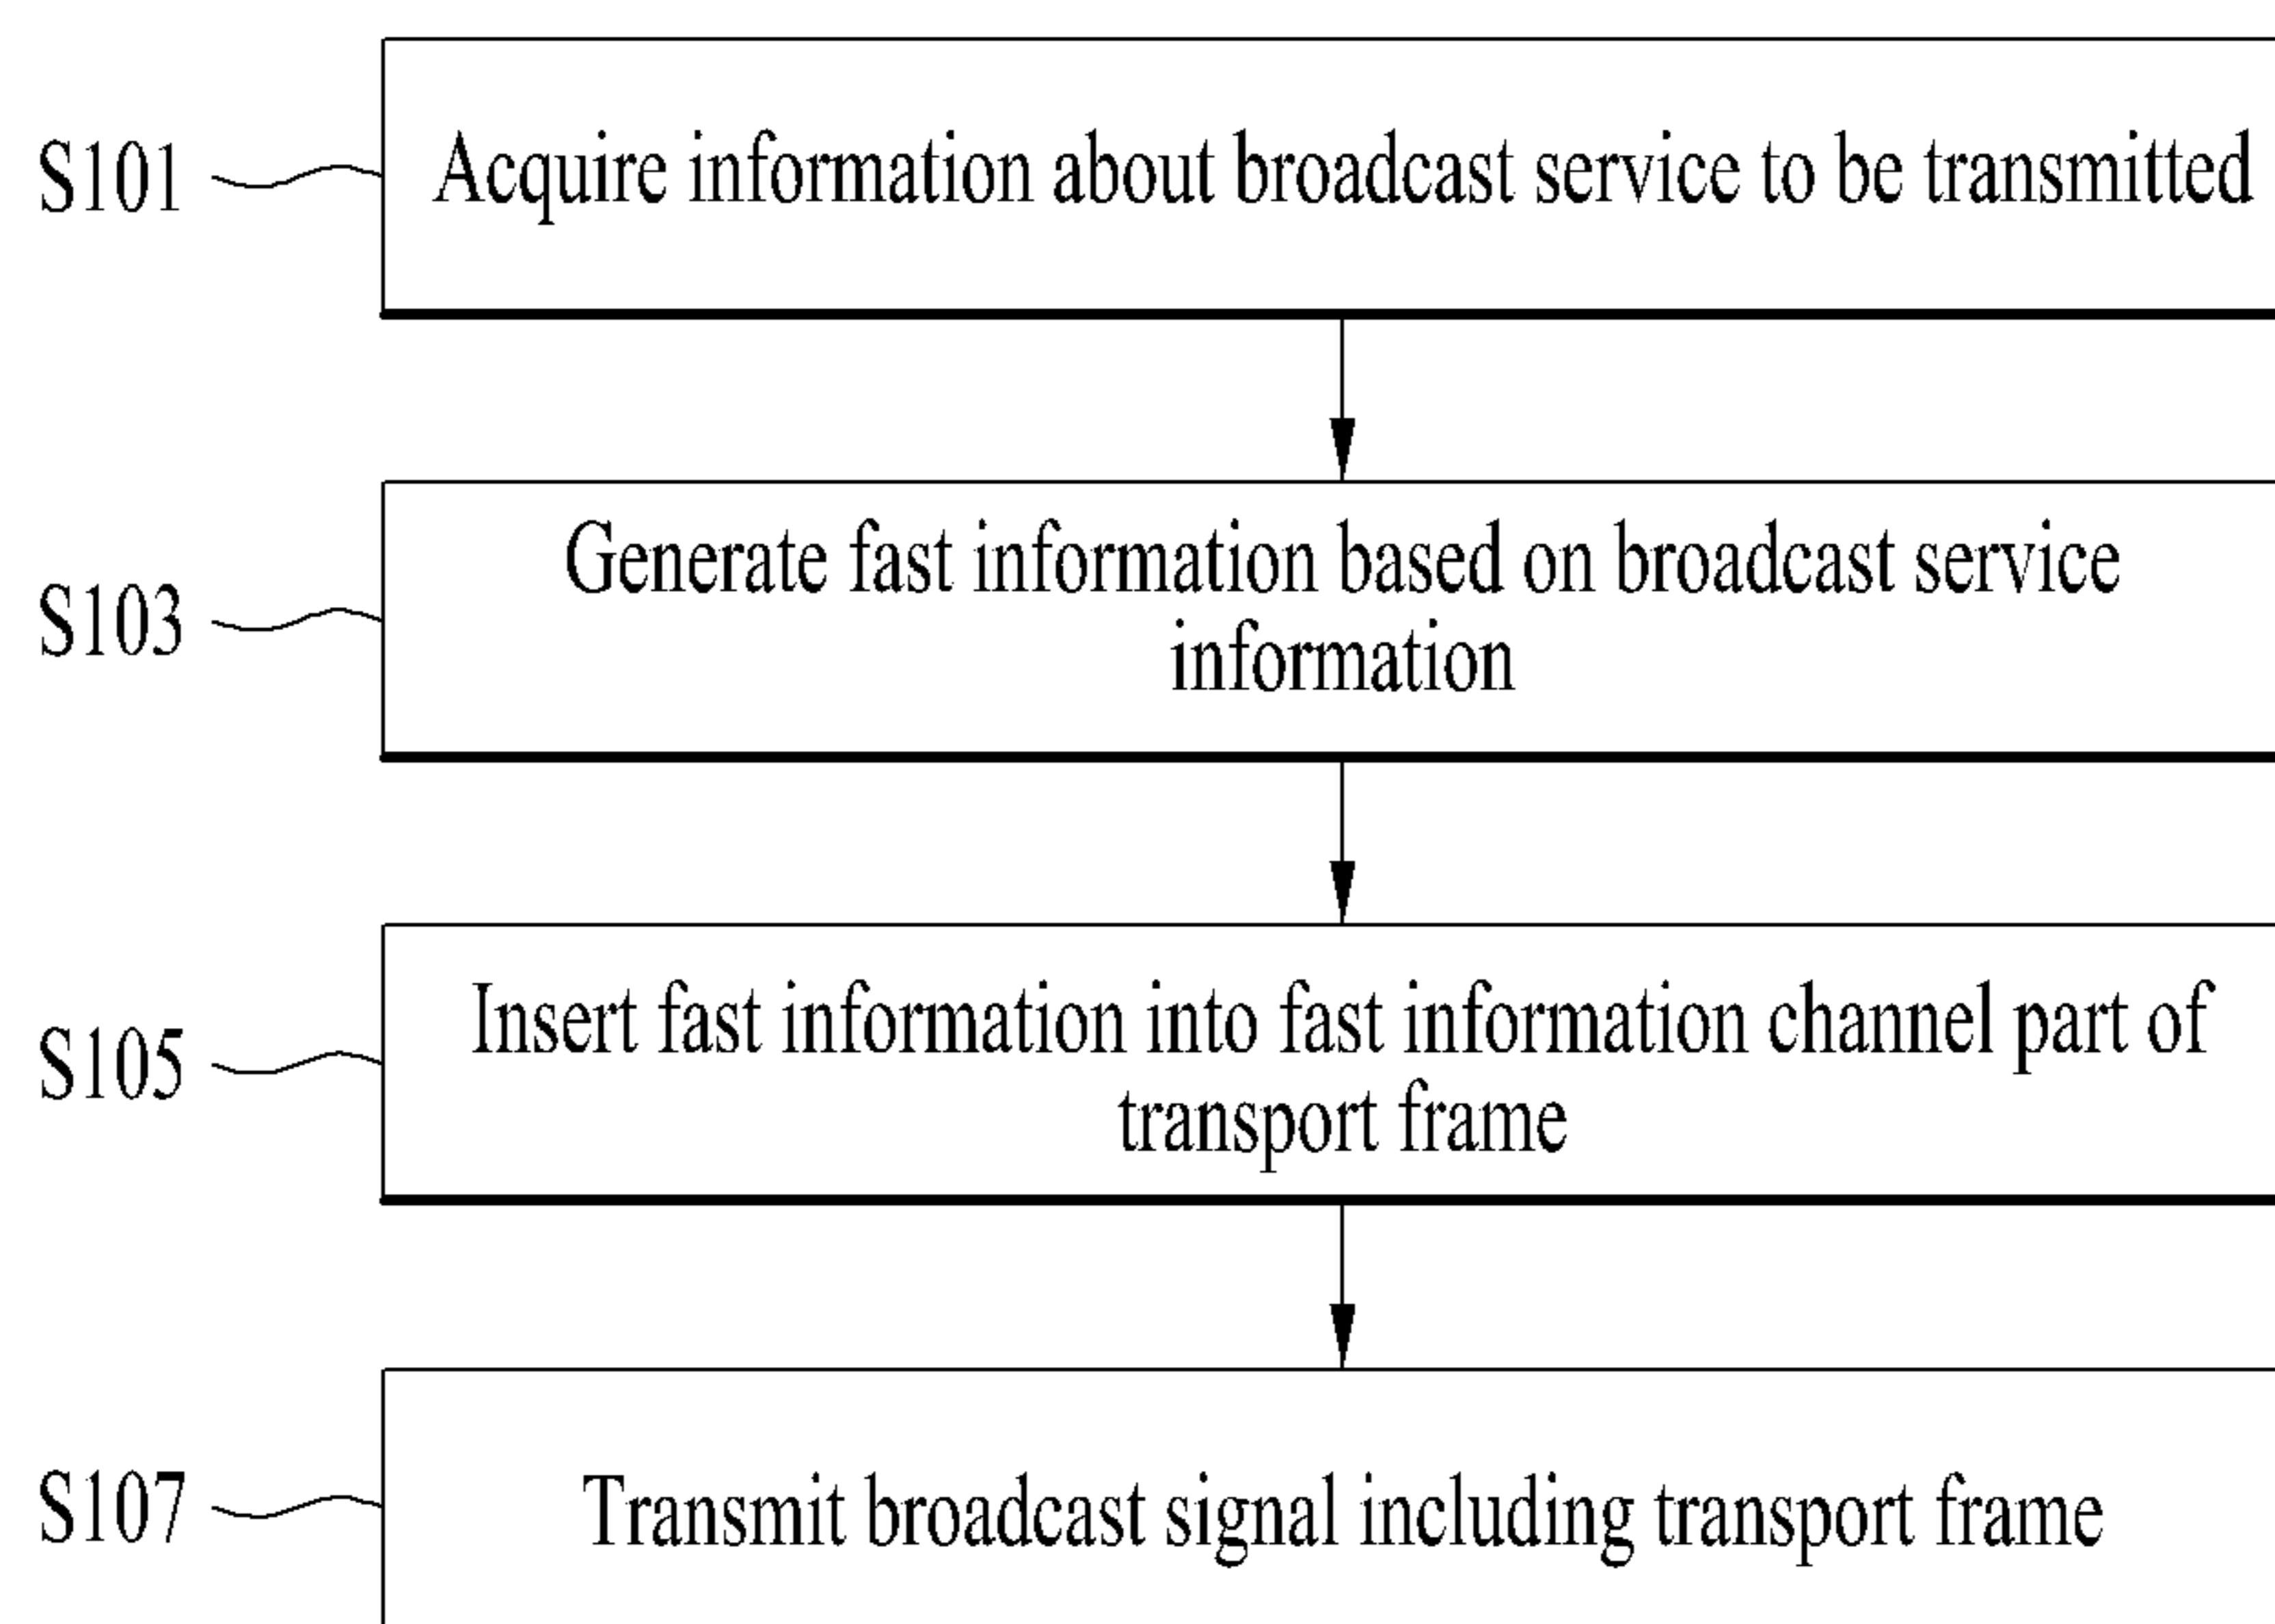 S101
Acquire information about broadcast service to be transmitted
S103
Generate fast information based on broadcast service
information
S105
Insert fast information into fast information channel part of
transport frame
S107
Transmit broadcast signal including transport frame